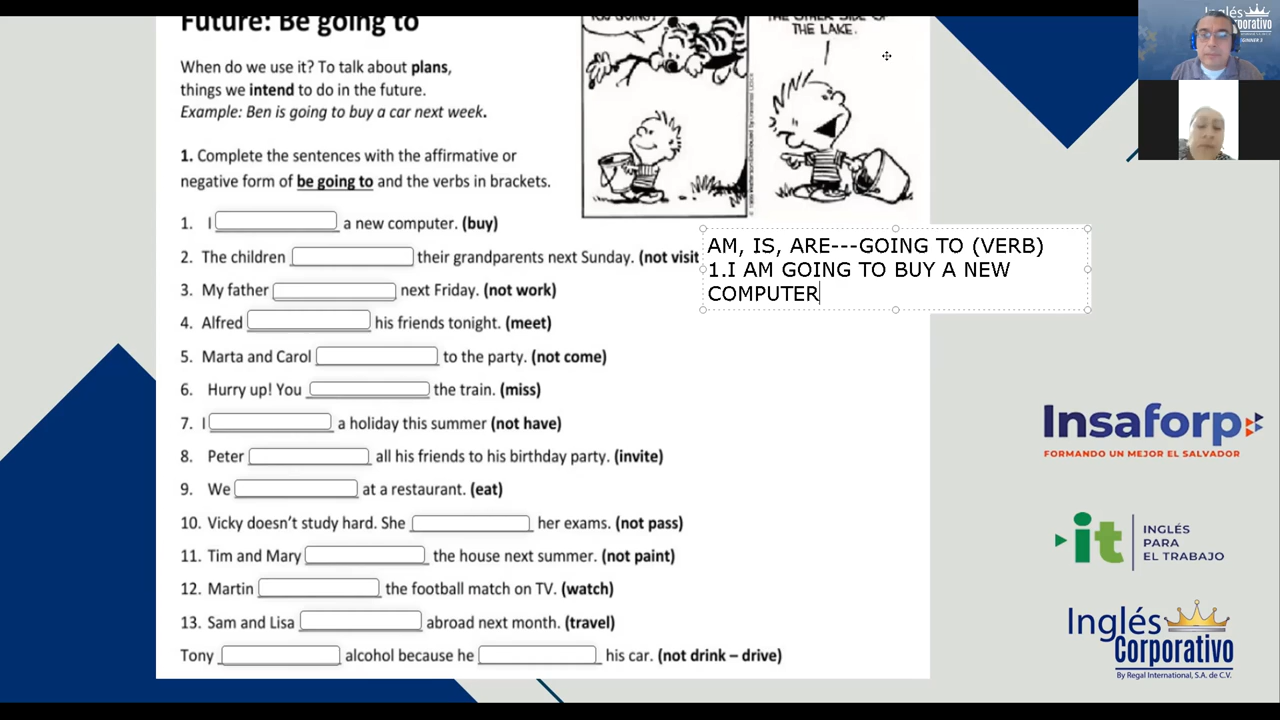 Future: Be going to
When do we use it? To talk about plans,
things we intend to do in the future.
Example: Ben is going to buy a car next week.
1. Complete the sentences with the affirmative or
negative form of be going to and the verbs in brackets.
1. I a new computer. (buy)
2. The children their grandparents next Sunday. (not visit
3. My father next Friday. (not work)
4. Alfred his friends tonight. (meet)
5. Marta and Carol to the party. (not come)
6. Hurry up! You the train. (miss)
7. I a holiday this summer (not have)
8. Peter all his friends to his birthday party. (invite)
9. We at a restaurant. (eat)
10. Vicky doesn't study hard. She her exams. (not pass)
11. Tim and Mary the house next summer. (not paint)
12. Martin the football match on TV. (watch)
13. Sam and Lisa abroad next month. (travel)
Tony alcohol because he his car. (not drink – drive)
YOU GOING?
THE OTHER SIDE OF
THE LAKE.
AM, IS, ARE---GOING TO (VERB)
1.I AM GOING TO BUY A NEW
COMPUTER
Inglés
Corporativo
Insaforp
FORMANDO UN MEJOR EL SALVADOR
it
INGLÉS
PARA
EL TRABAJO
Inglés
Corporativo
By Regal International, S.A. de C.V.